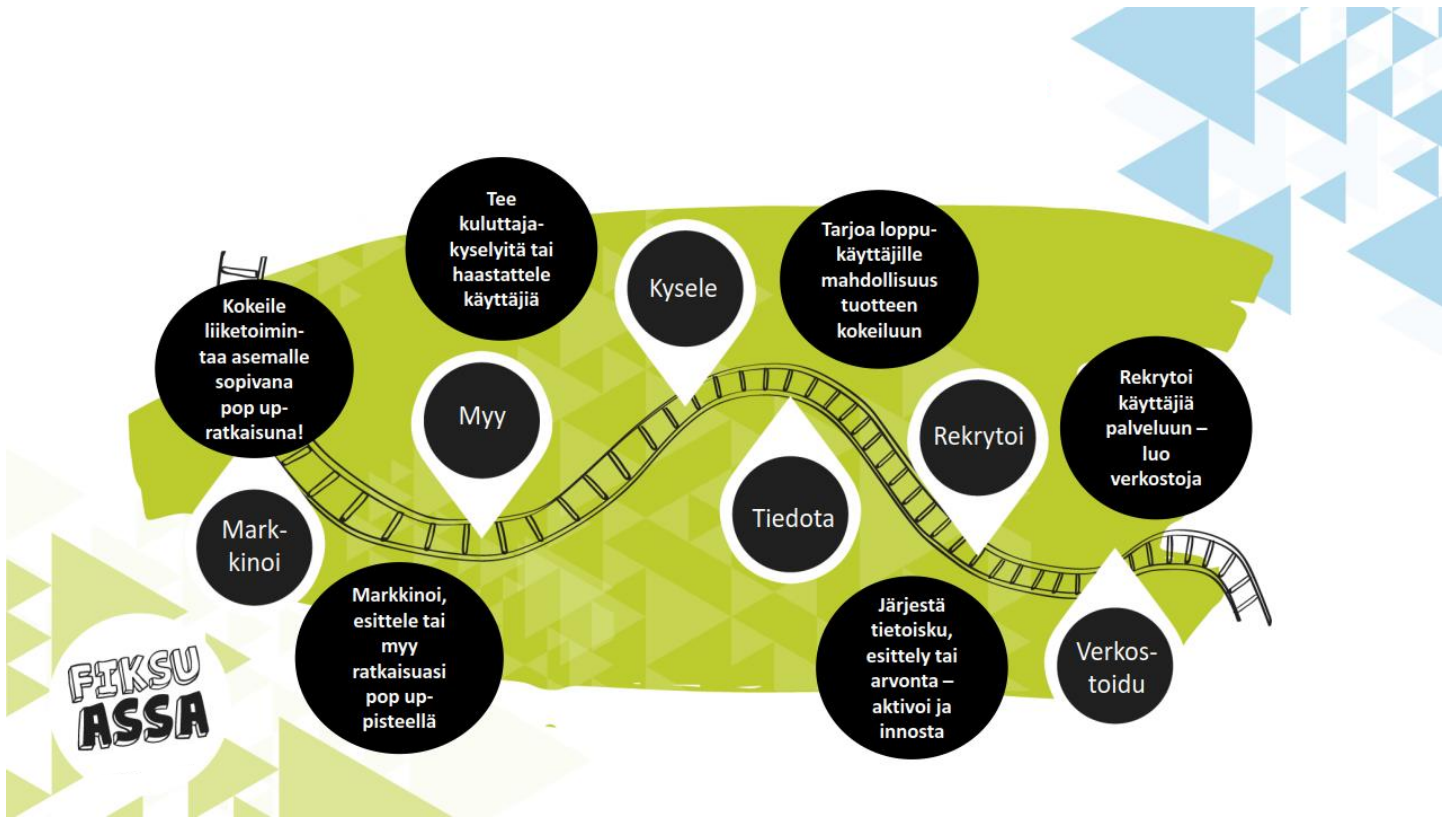 Tee
kuluttaja-
kyselyitä tai
haastattele
käyttäjiä
Kysele
Tarjoa loppu-
käyttäjille
mahdollisuus
tuotteen
kokeiluun
Kokeile
liiketoimin-
taa asemalle
sopivana
pop up-
ratkaisuna!
Myy
Rekrytoi
Rekrytoi
käyttäjiä
palveluun –
luo
verkostoja
Mark-
kinoi
Tiedota
Markkinoi,
esittele tai
myy
ratkaisuasi
pop up-
pisteellä
Järjestä
tietoisku,
esittely tai
arvonta –
aktivoi ja
innosta
Verkos-
toidu
FIKSU
ASSA